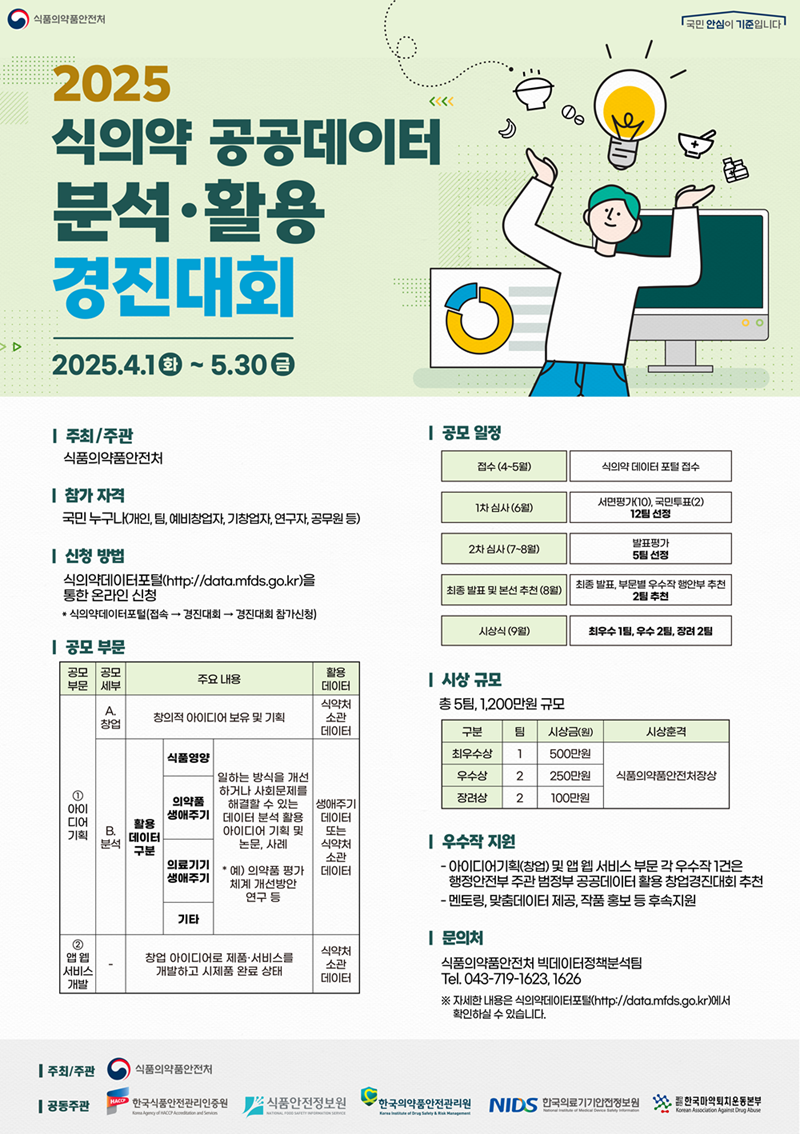 식품의약품안전처
국민 안심이 기준입니다
2025
식의약 공공데이터
분석·활용
경진대회
2025.4.1 화 ~ 5.30 금
주최/주관
식품의약품안전처
참가 자격
국민 누구나(개인, 팀, 예비창업자, 기창업자, 연구자, 공무원 등)
신청 방법
식의약데이터포털(http://data.mfds.go.kr)을
통한 온라인 신청
* 식의약데이터포털(접속 → 경진대회 → 경진대회 참가신청)
공모 부문
공모 부문
공모 세부
주요 내용
활용 데이터
① 아이디어 기획
A. 창업
창의적 아이디어 보유 및 기획
식약처 소관 데이터
B. 분석
활용 데이터 구분
식품영양
의약품 생애주기
의료기기 생애주기
기타
일하는 방식을 개선
하거나 사회문제를
해결할 수 있는
데이터 분석 활용
아이디어 기획 및
논문, 사례
* 예) 의약품 평가
체계 개선방안
연구 등
생애주기 데이터 또는 식약처 소관 데이터
② 앱 웹 서비스 개발
-
창업 아이디어로 제품·서비스를
개발하고 시제품 완료 상태
식약처 소관 데이터
공모 일정
접수 (4~5월)
식의약 데이터 포털 접수
1차 심사 (6월)
서면평가(10), 국민투표(2)
12팀 선정
2차 심사 (7~8월)
발표평가
5팀 선정
최종 발표 및 본선 추천 (8월)
최종 발표, 부문별 우수작 행안부 추천
2팀 추천
시상식 (9월)
최우수 1팀, 우수 2팀, 장려 2팀
시상 규모
총 5팀, 1,200만원 규모
구분 팀 시상금(원) 시상훈격
최우수상 1 500만원
우수상 2 250만원 식품의약품안전처장상
장려상 2 100만원
우수작 지원
- 아이디어기획(창업) 및 앱 웹 서비스 부문 각 우수작 1건은
행정안전부 주관 범정부 공공데이터 활용 창업경진대회 추천
- 멘토링, 맞춤데이터 제공, 작품 홍보 등 후속지원
문의처
식품의약품안전처 빅데이터정책분석팀
Tel. 043-719-1623, 1626
※ 자세한 내용은 식의약데이터포털(http://data.mfds.go.kr)에서
확인하실 수 있습니다.
주최/주관
식품의약품안전처
공동주관
HACCP 한국식품안전관리인증원
Korea Agency of HACCP Accreditation and Services
식품안전정보원
NATIONAL FOOD SAFETY INFORMATION SERVICE
한국의약품안전관리원
Korea Institute of Drug Safety & Risk Management
NIDS 한국의료기기안전정보원
National Institute of Medical Device Safety Information
한국마약퇴치운동본부
Korean Association Against Drug Abuse